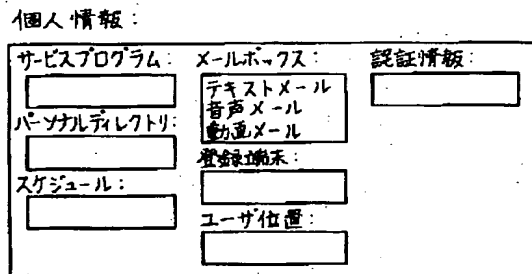 個人情報:
サービスプログラム:
パーソナルディレクトリ:
スケジュール:
メールボックス:
テキストメール
音声メール
動画メール
登録端末:
ユーザ位置:
認証情報: